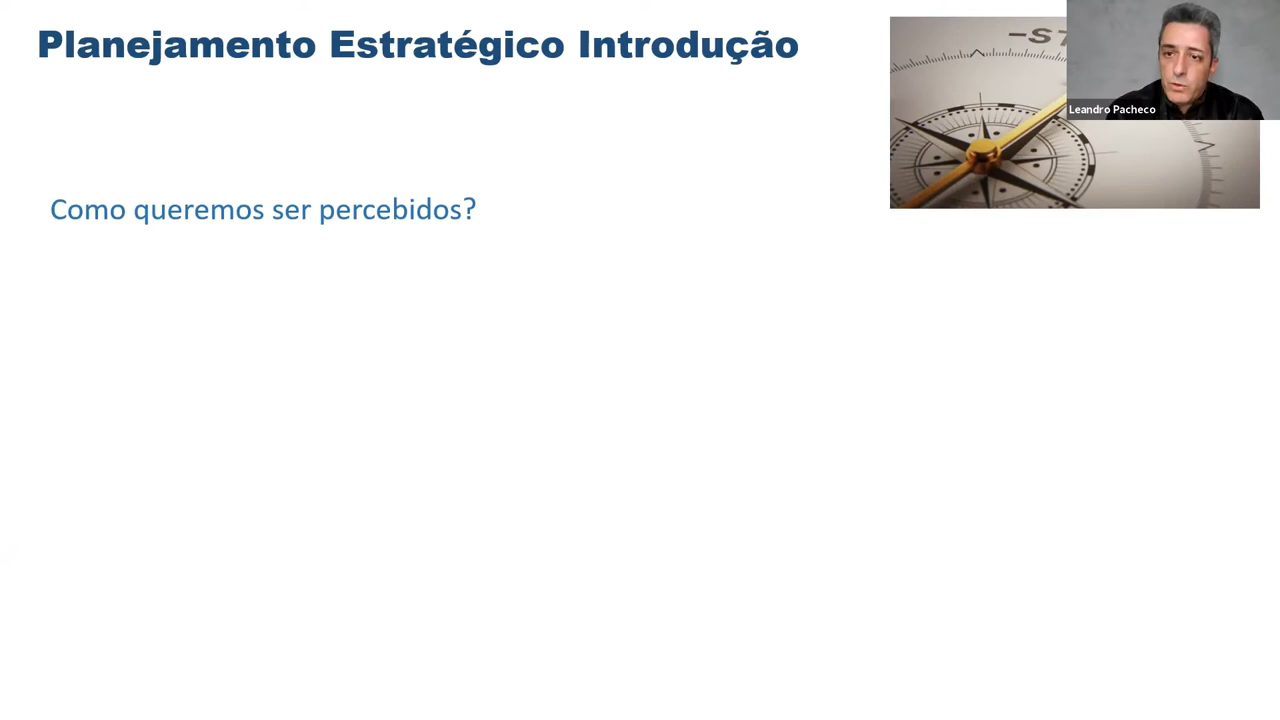 Planejamento Estratégico Introdução
Leandro Pacheco
Como queremos ser percebidos?